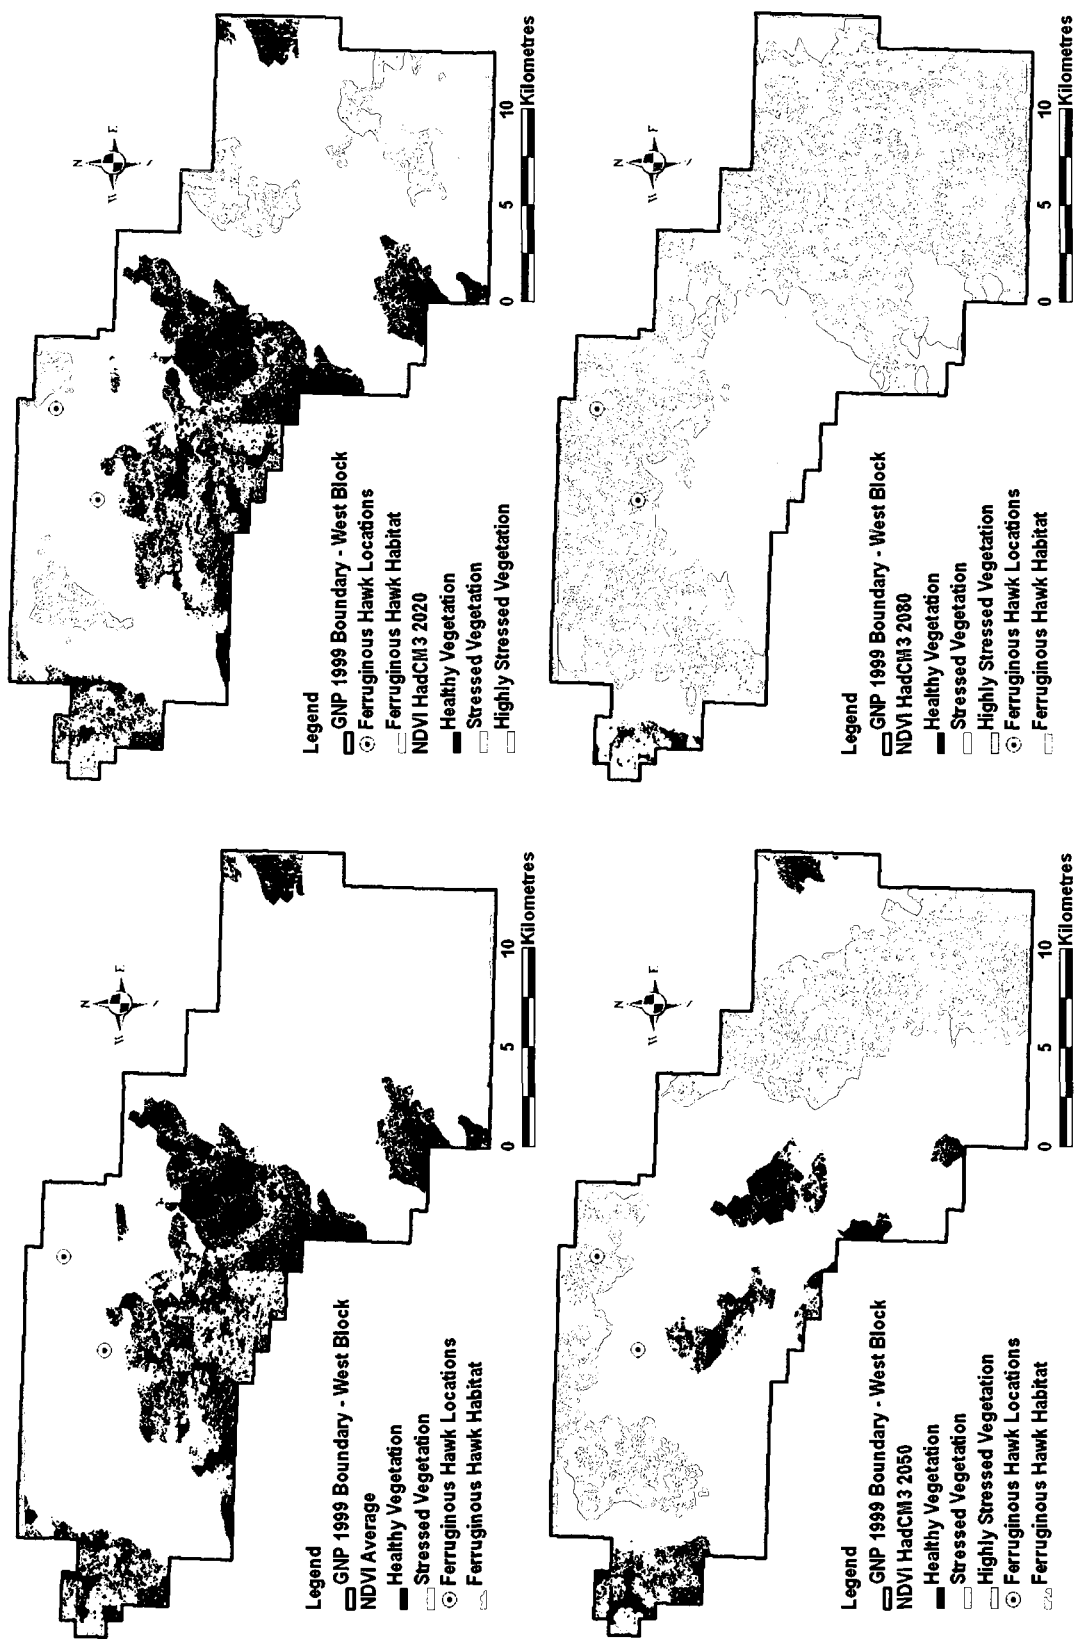 N
W E
0 5 10 Kilometres
Legend
GNP 1999 Boundary - West Block
NDVI Average
Healthy Vegetation
Stressed Vegetation
Ferruginous Hawk Locations
Ferruginous Hawk Habitat
N
W E
0 5 10 Kilometres
Legend
GNP 1999 Boundary - West Block
Ferruginous Hawk Locations
Ferruginous Hawk Habitat
NDVI HadCM3 2020
Healthy Vegetation
Stressed Vegetation
Highly Stressed Vegetation
N
W E
0 5 10 Kilometres
Legend
GNP 1999 Boundary - West Block
NDVI HadCM3 2050
Healthy Vegetation
Stressed Vegetation
Highly Stressed Vegetation
Ferruginous Hawk Locations
Ferruginous Hawk Habitat
N
W E
0 5 10 Kilometres
Legend
GNP 1999 Boundary - West Block
NDVI HadCM3 2080
Healthy Vegetation
Stressed Vegetation
Highly Stressed Vegetation
Ferruginous Hawk Locations
Ferruginous Hawk Habitat